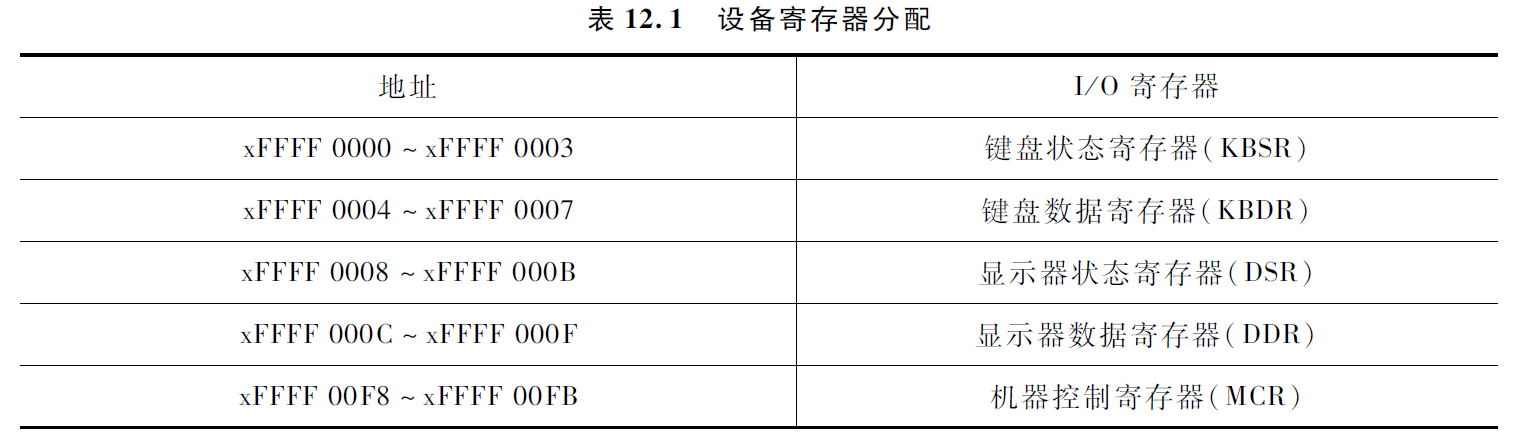 表 12.1 设备寄存器分配
地址 I/O 寄存器
xFFFF 0000 ~ xFFFF 0003 键盘状态寄存器(KBSR)
xFFFF 0004 ~ xFFFF 0007 键盘数据寄存器(KBDR)
xFFFF 0008 ~ xFFFF 000B 显示器状态寄存器(DSR)
xFFFF 000C ~ xFFFF 000F 显示器数据寄存器(DDR)
xFFFF 00F8 ~ xFFFF 00FB 机器控制寄存器(MCR)